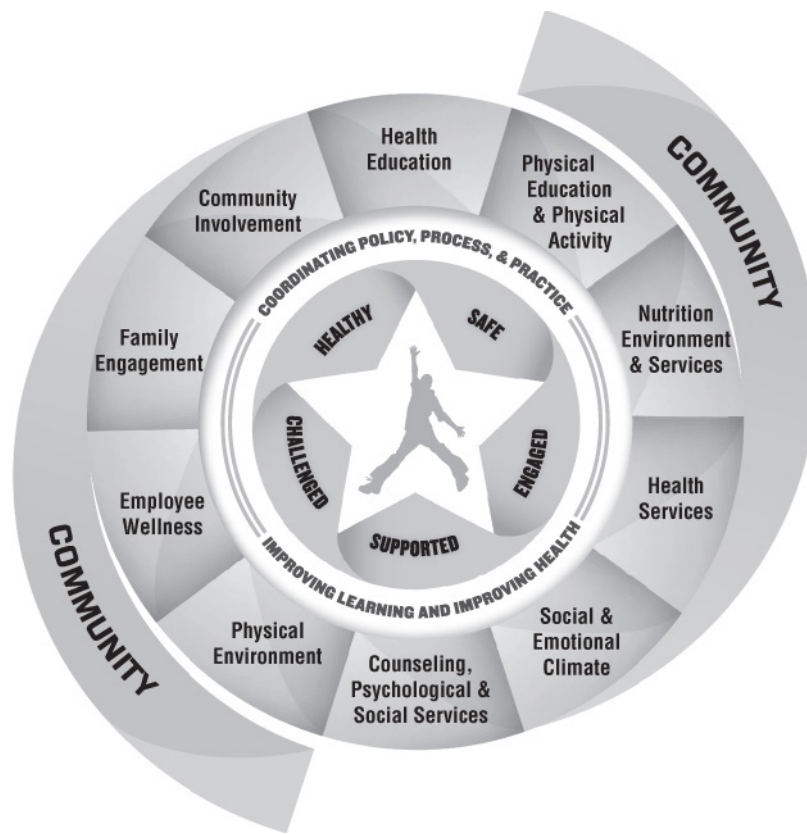 COMMUNITY
Health
Education
Physical
Education
& Physical
Activity
Nutrition
Environment
& Services
Health
Services
Social &
Emotional
Climate
Counseling,
Psychological &
Social Services
Physical
Environment
Employee
Wellness
Family
Engagement
Community
Involvement
COORDINATING POLICY, PROCESS, & PRACTICE
IMPROVING LEARNING AND IMPROVING HEALTH
HEALTHY
SAFE
ENGAGED
SUPPORTED
CHALLENGED
COMMUNITY